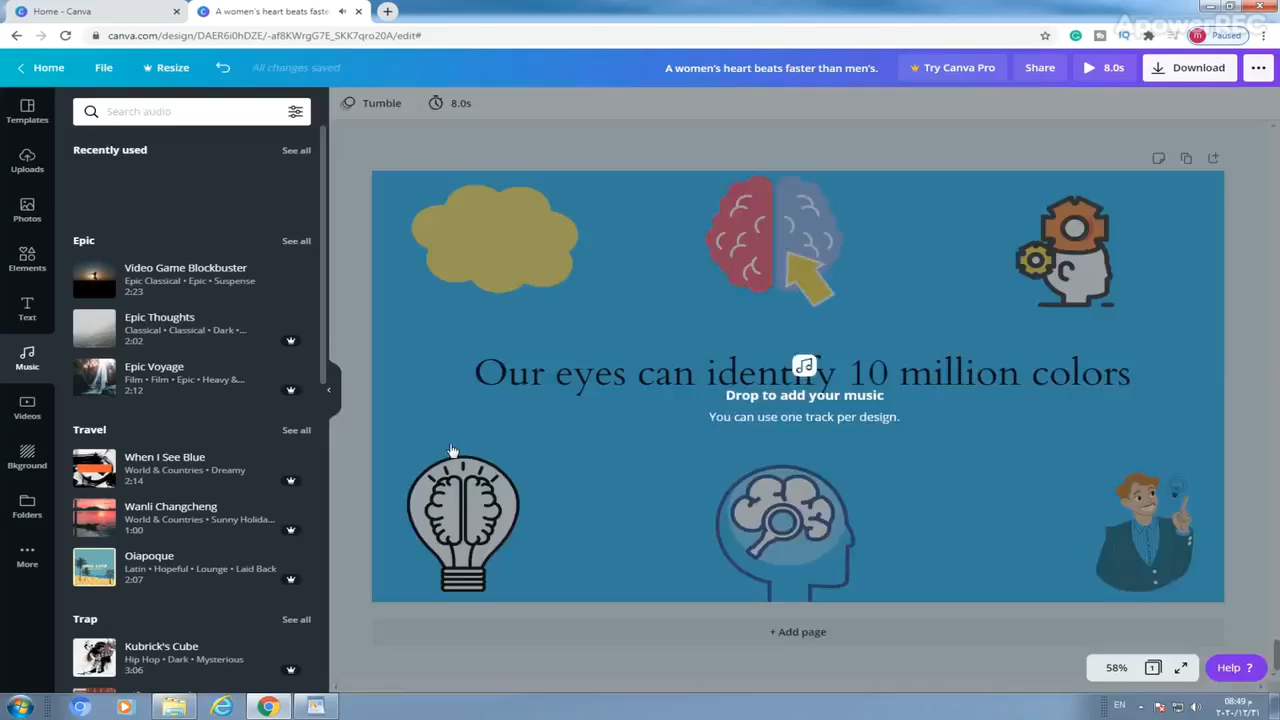 Home - Canva
A women's heart beats faste
ApowerREC
canva.com/design/DAER6i0hDZE/-af8KWrgG7E_SKK7qro20A/edit#
Paused
Home
File
Resize
All changes saved
A women's heart beats faster than men's.
Try Canva Pro
Share
8.0s
Download
Templates
Uploads
Photos
Elements
Text
Music
Videos
Bkground
Folders
More
Search audio
Recently used
See all
Epic
See all
Video Game Blockbuster
Epic Classical • Epic • Suspense
2:23
Epic Thoughts
Classical • Classical • Dark •...
2:02
Epic Voyage
Film • Film • Epic • Heavy &...
2:12
Travel
See all
When I See Blue
World & Countries • Dreamy
2:14
Wanli Changcheng
World & Countries • Sunny Holida...
1:00
Oiapoque
Latin • Hopeful • Lounge • Laid Back
2:07
Trap
See all
Kubrick's Cube
Hip Hop • Dark • Mysterious
3:06
Tumble
8.0s
Our eyes can identify 10 million colors
Drop to add your music
You can use one track per design.
+ Add page
58%
1
Help ?
EN
08:49 م
٢٠٢٠/١٢/٣١